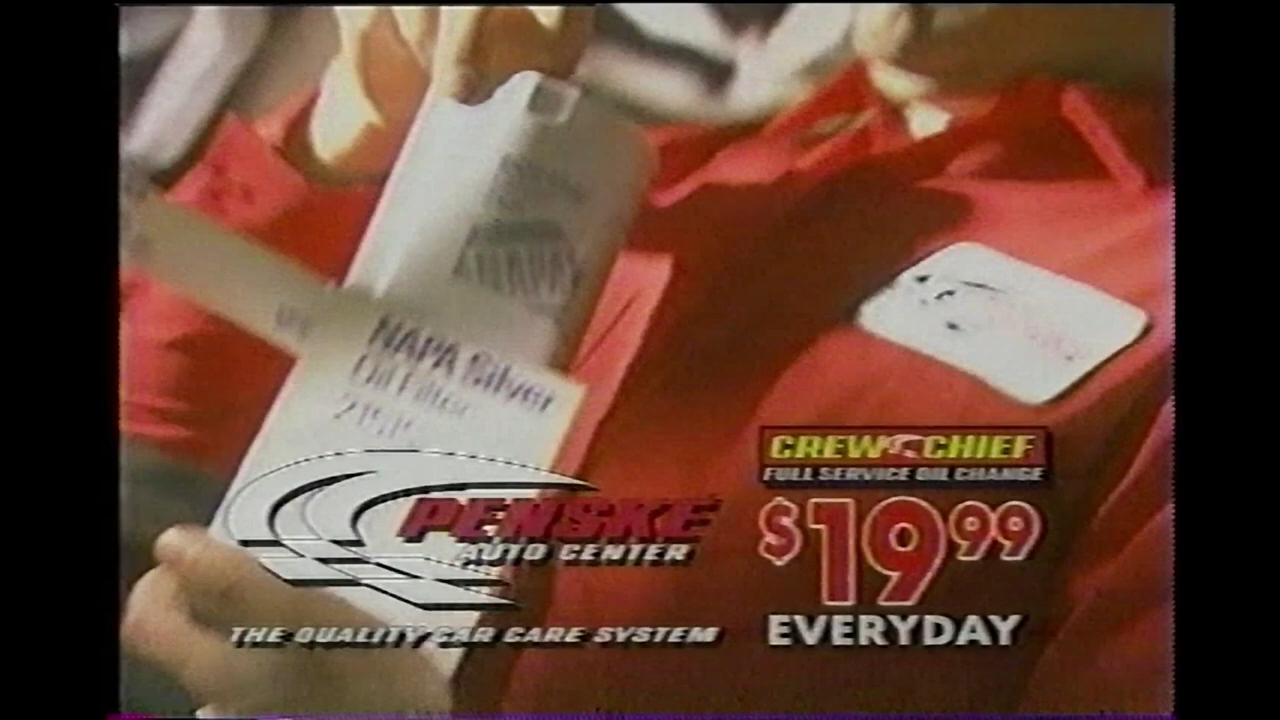 NAPA Silver
Oil Filter
PENSKE
AUTO CENTER
THE QUALITY CAR CARE SYSTEM
CREW CHIEF
FULL SERVICE OIL CHANGE
$19 99
EVERYDAY